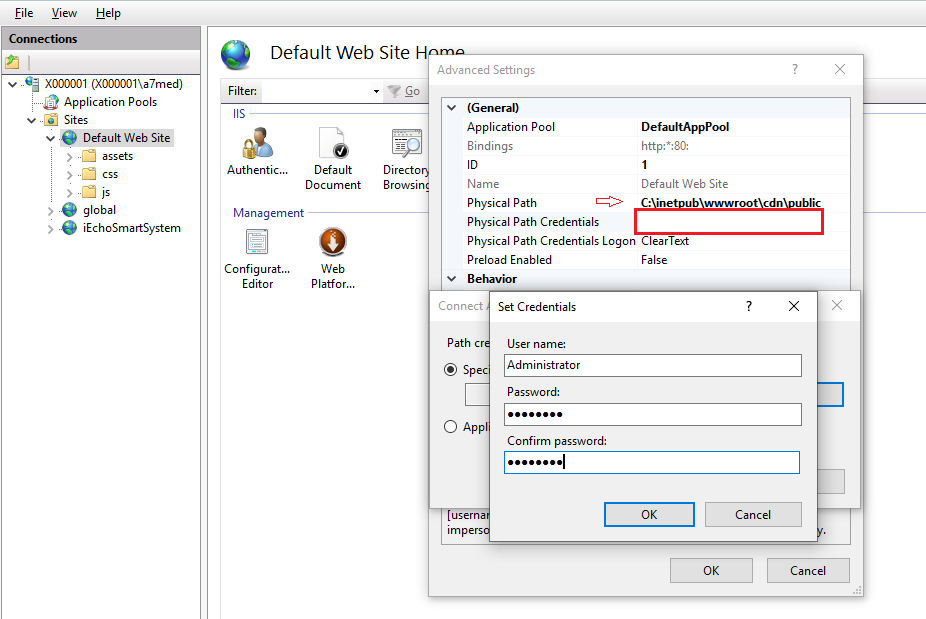 File View Help
Connections
X000001 (X000001\a7med)
Application Pools
Sites
Default Web Site
assets
css
js
global
iEchoSmartSystem
Default Web Site Home
Filter:
Go
IIS
Authentic...
Default
Document
Directory
Browsing
Management
Configurat...
Editor
Web
Platfor...
Advanced Settings
?
(General)
Application Pool DefaultAppPool
Bindings http:*:80:
ID 1
Name Default Web Site
Physical Path C:\inetpub\wwwroot\cdn\public
Physical Path Credentials
Physical Path Credentials Logon ClearText
Preload Enabled False
Behavior
Connect
Path cre
Speci
Appli
Set Credentials
?
User name:
Administrator
Password:
••••••••
Confirm password:
••••••••
OK Cancel
[usernar
imperso y.
OK Cancel